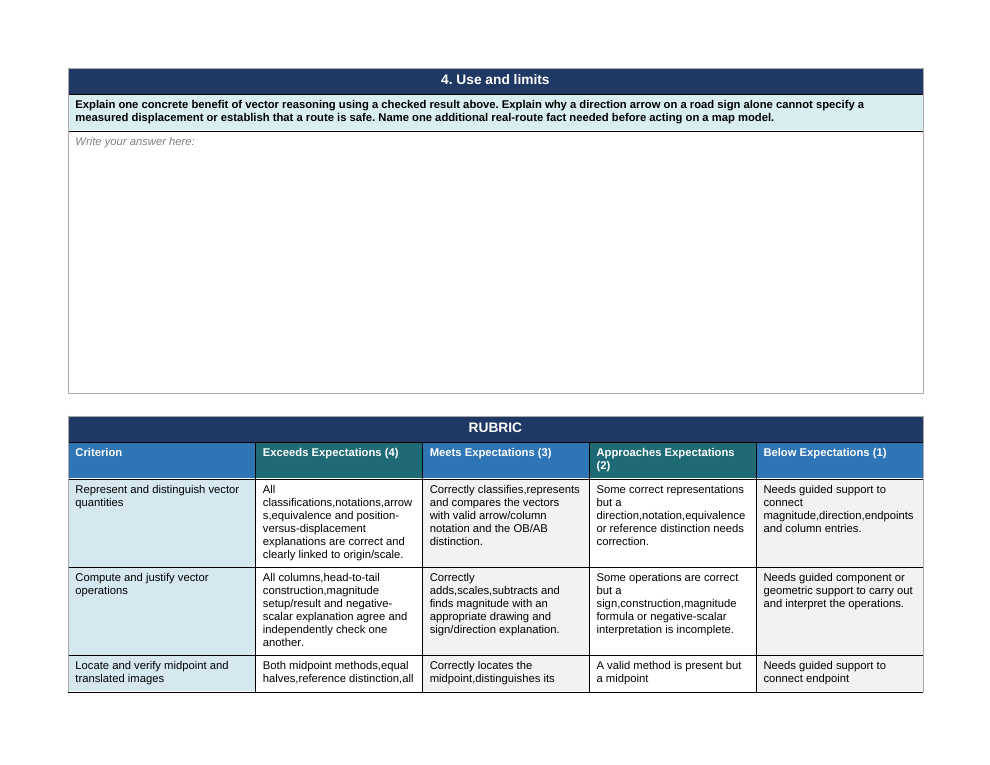 4. Use and limits
Explain one concrete benefit of vector reasoning using a checked result above. Explain why a direction arrow on a road sign alone cannot specify a
measured displacement or establish that a route is safe. Name one additional real-route fact needed before acting on a map model.
Write your answer here:
RUBRIC
Criterion
Exceeds Expectations (4)
Meets Expectations (3)
Approaches Expectations
(2)
Below Expectations (1)
Represent and distinguish vector
quantities
All
classifications,notations,arrow
s,equivalence and position-
versus-displacement
explanations are correct and
clearly linked to origin/scale.
Correctly classifies,represents
and compares the vectors
with valid arrow/column
notation and the OB/AB
distinction.
Some correct representations
but a
direction,notation,equivalence
or reference distinction needs
correction.
Needs guided support to
connect
magnitude,direction,endpoints
and column entries.
Compute and justify vector
operations
All columns,head-to-tail
construction,magnitude
setup/result and negative-
scalar explanation agree and
independently check one
another.
Correctly
adds,scales,subtracts and
finds magnitude with an
appropriate drawing and
sign/direction explanation.
Some operations are correct
but a
sign,construction,magnitude
formula or negative-scalar
interpretation is incomplete.
Needs guided component or
geometric support to carry out
and interpret the operations.
Locate and verify midpoint and
translated images
Both midpoint methods,equal
halves,reference distinction,all
Correctly locates the
midpoint,distinguishes its
A valid method is present but
a midpoint
Needs guided support to
connect endpoint